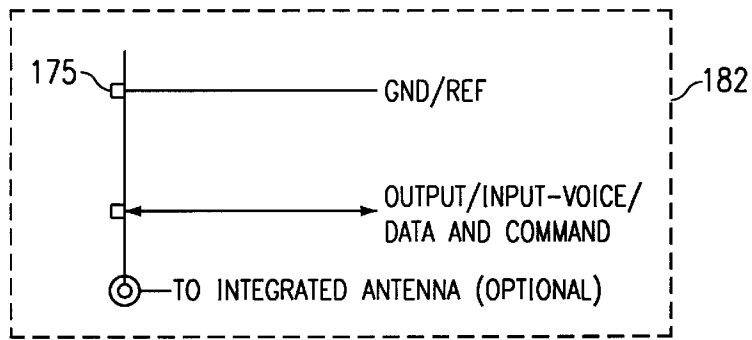 175
GND/REF
182
OUTPUT/INPUT-VOICE/
DATA AND COMMAND
TO INTEGRATED ANTENNA (OPTIONAL)